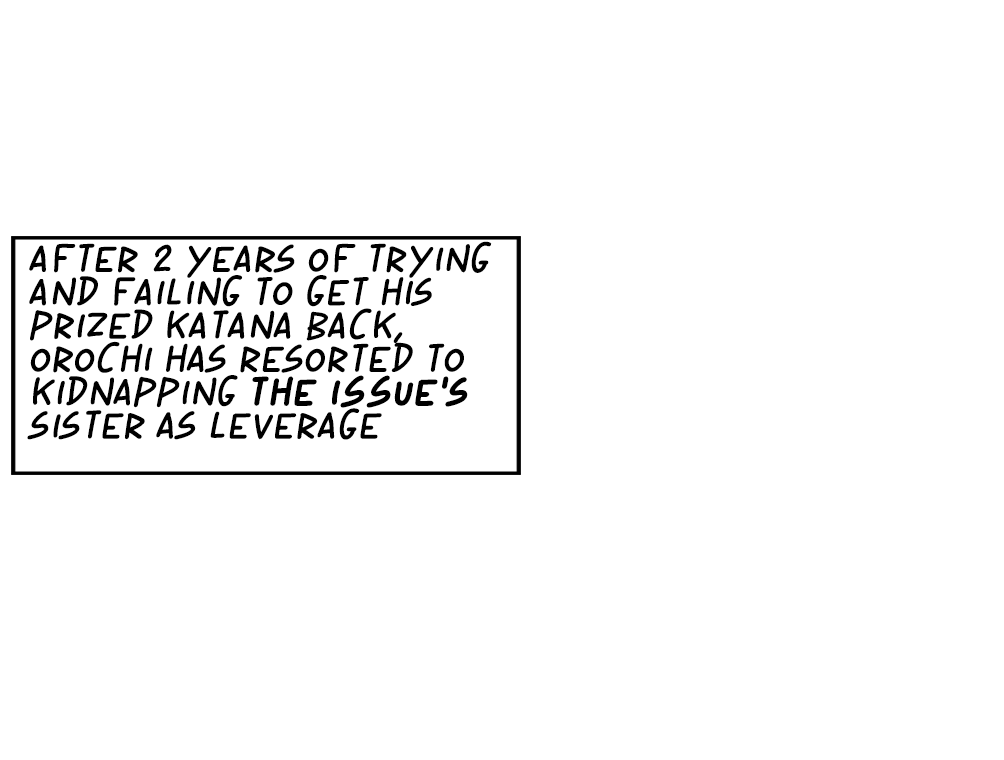 AFTER 2 YEARS OF TRYING
AND FAILING TO GET HIS
PRIZED KATANA BACK,
OROCHI HAS RESORTED TO
KIDNAPPING THE ISSUE'S
SISTER AS LEVERAGE